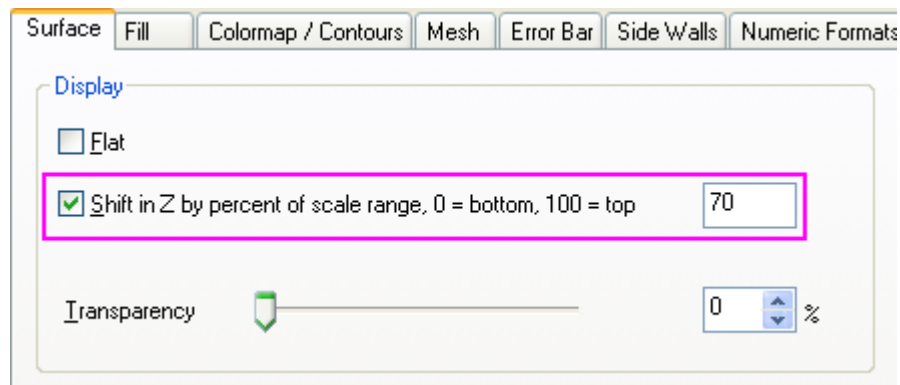 Surface Fill Colormap / Contours Mesh Error Bar Side Walls Numeric Formats
Display
Flat
Shift in Z by percent of scale range, 0 = bottom, 100 = top 70
Transparency 0 %